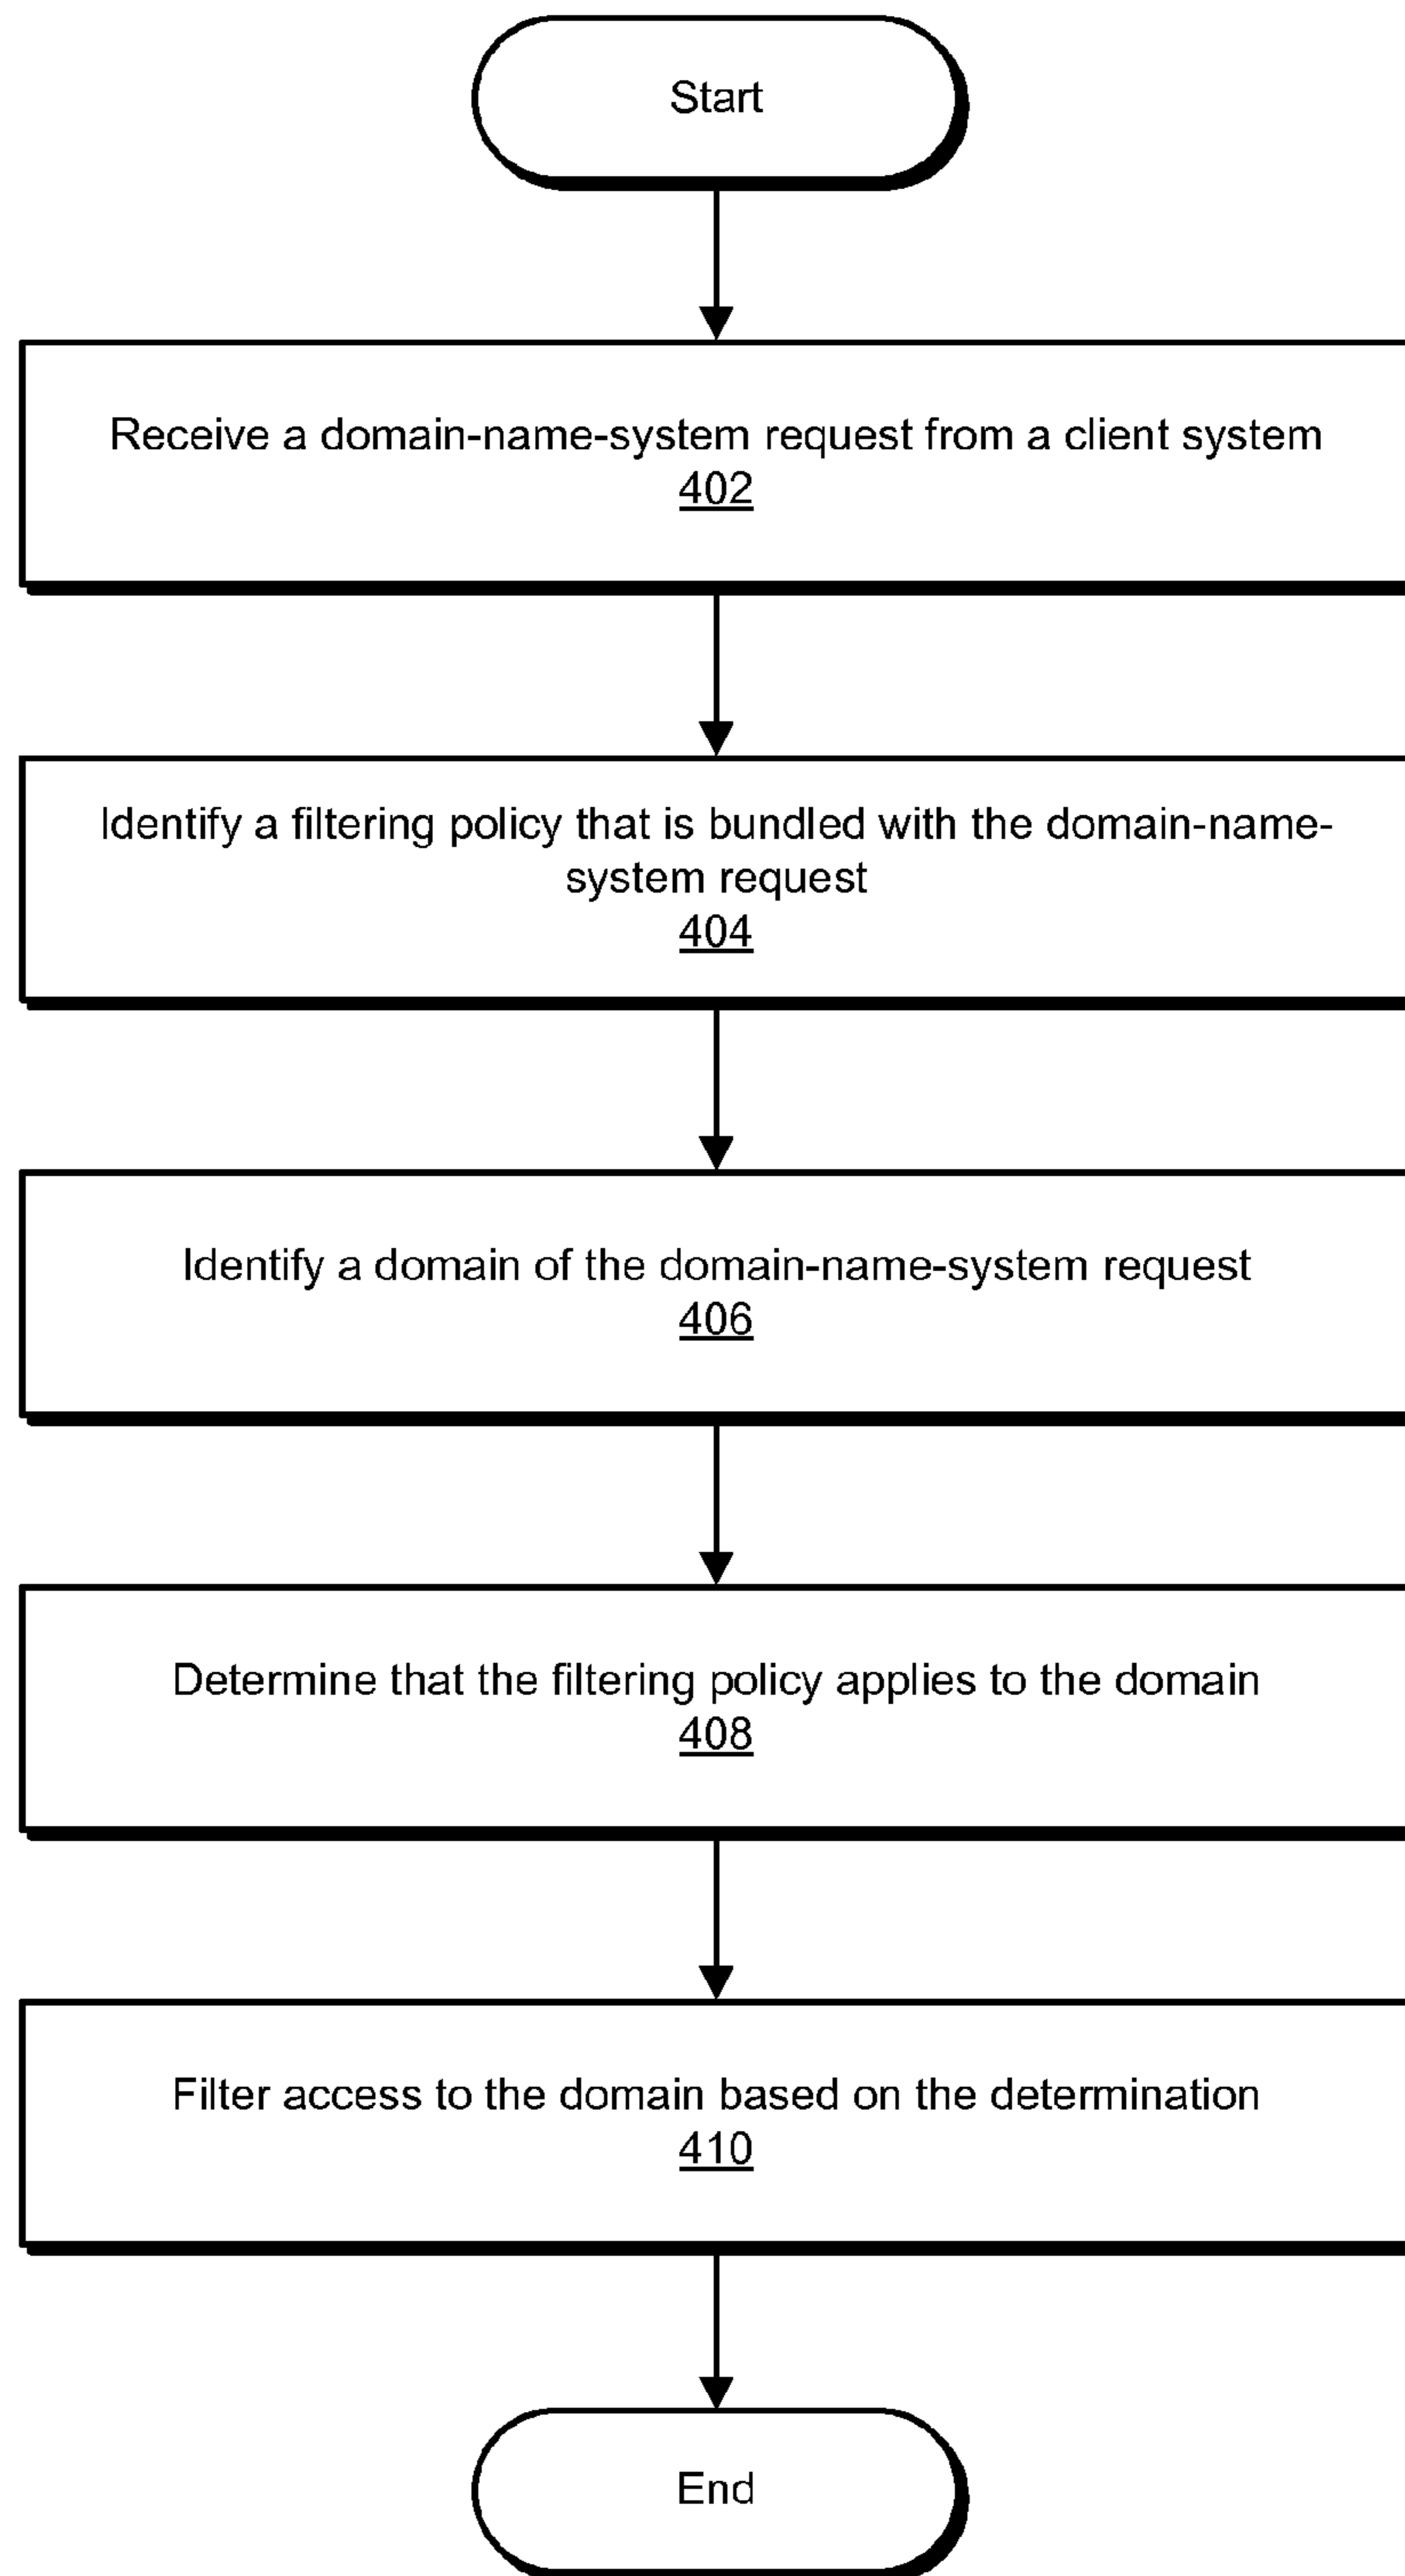 Start
Receive a domain-name-system request from a client system
402
Identify a filtering policy that is bundled with the domain-name-
system request
404
Identify a domain of the domain-name-system request
406
Determine that the filtering policy applies to the domain
408
Filter access to the domain based on the determination
410
End